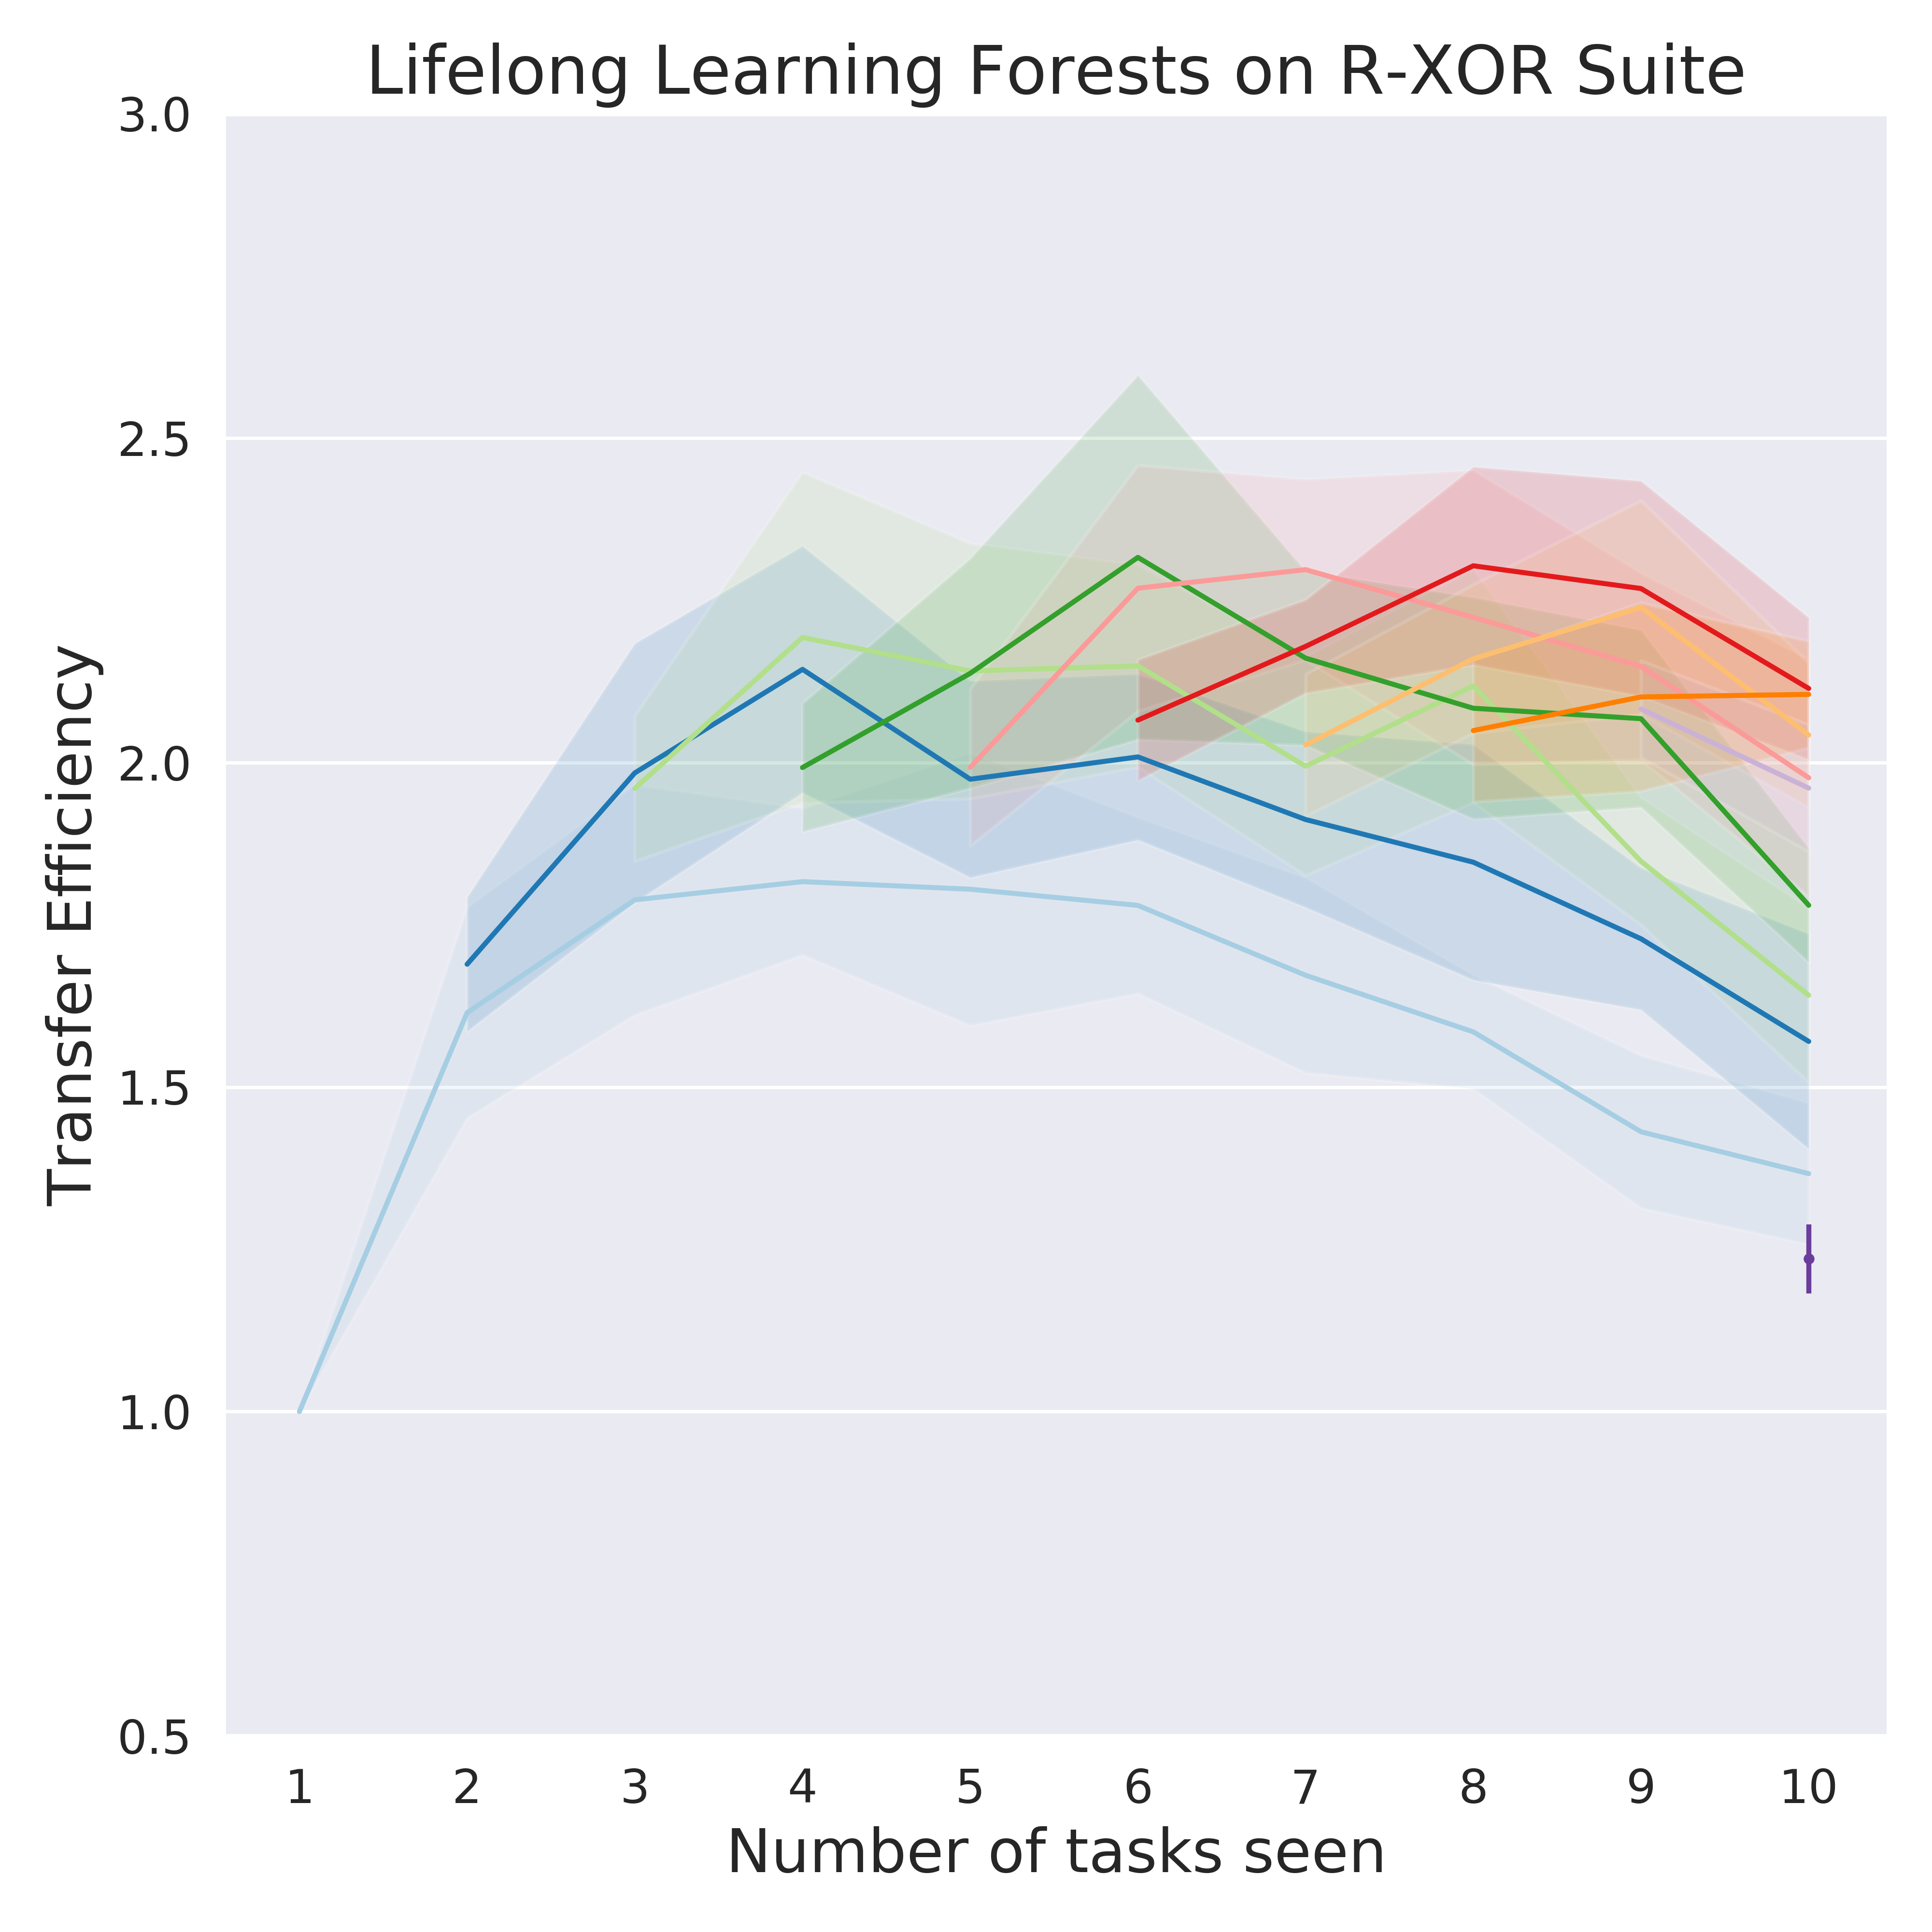 Lifelong Learning Forests on R-XOR Suite
3.0
2.5
2.0
1.5
1.0
0.5
Transfer Efficiency
1 2 3 4 5 6 7 8 9 10
Number of tasks seen